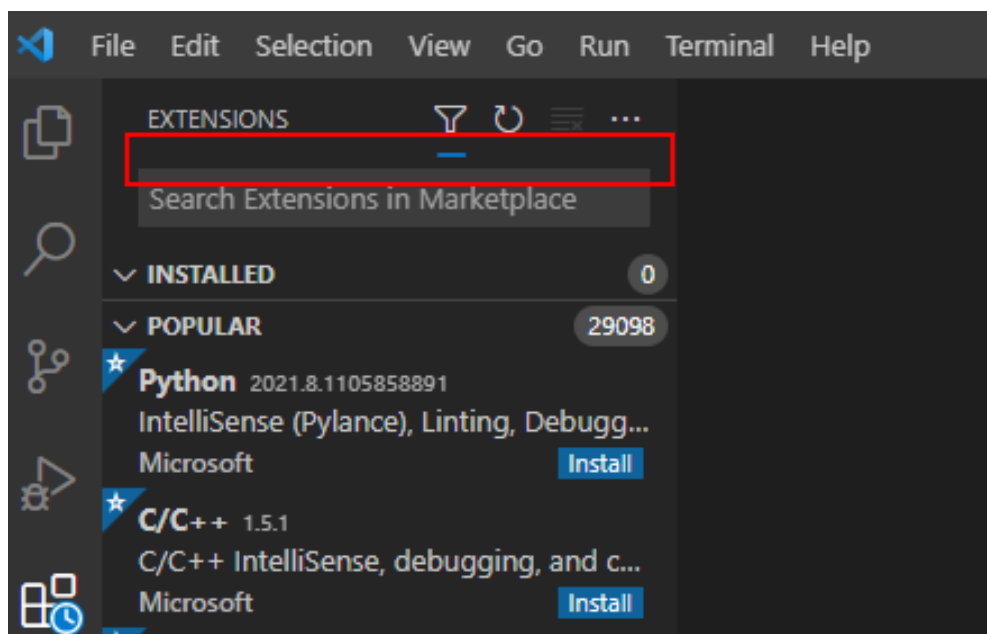 File Edit Selection View Go Run Terminal Help
EXTENSIONS
Search Extensions in Marketplace
INSTALLED 0
POPULAR 29098
Python 2021.8.1105858891
IntelliSense (Pylance), Linting, Debugg...
Microsoft Install
C/C++ 1.5.1
C/C++ IntelliSense, debugging, and c...
Microsoft Install